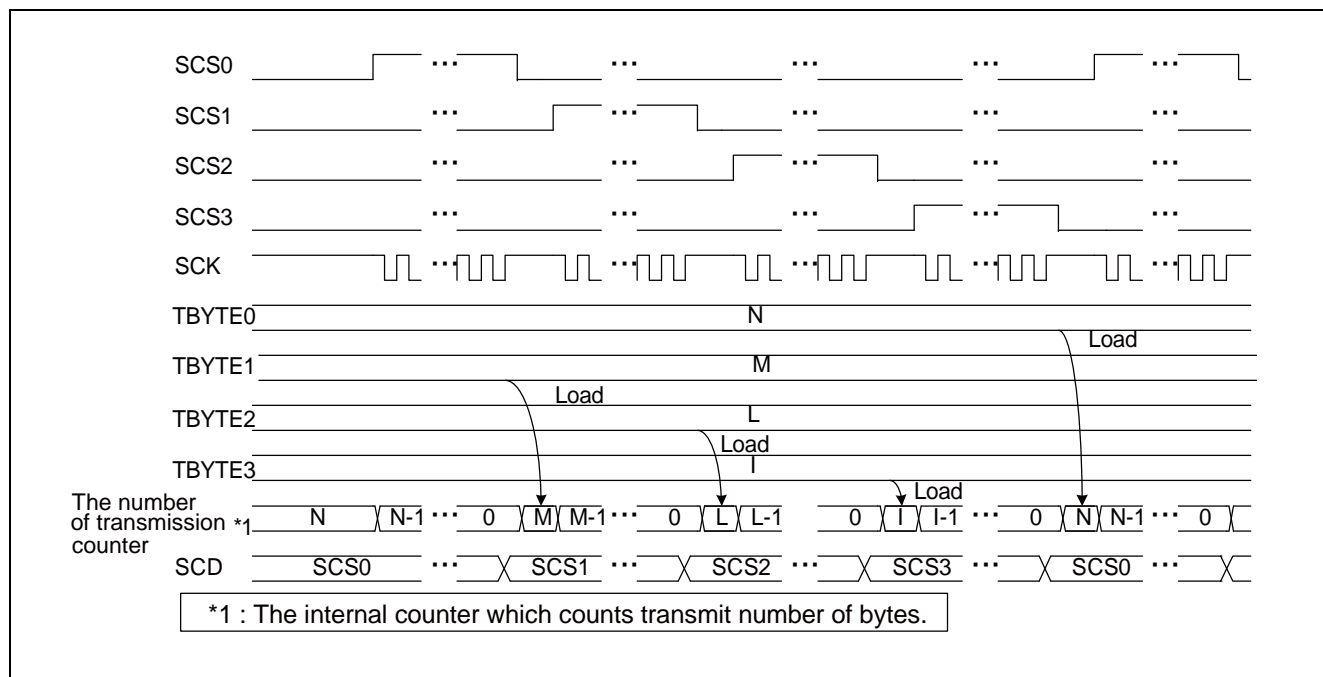 SCS0 ... ... ... ... ...
SCS1 ... ... ... ... ...
SCS2 ... ... ... ... ...
SCS3 ... ... ... ... ...
SCK ... ... ... ... ...
TBYTE0 N
Load
TBYTE1 M
Load
TBYTE2 L
Load
TBYTE3 I
Load
The number
of transmission *1
counter
N N-1 ... 0 M M-1 ... 0 L L-1 0 I I-1 ... 0 N N-1 ... 0
SCD SCS0 ... SCS1 ... SCS2 ... SCS3 ... SCS0 ...
*1 : The internal counter which counts transmit number of bytes.